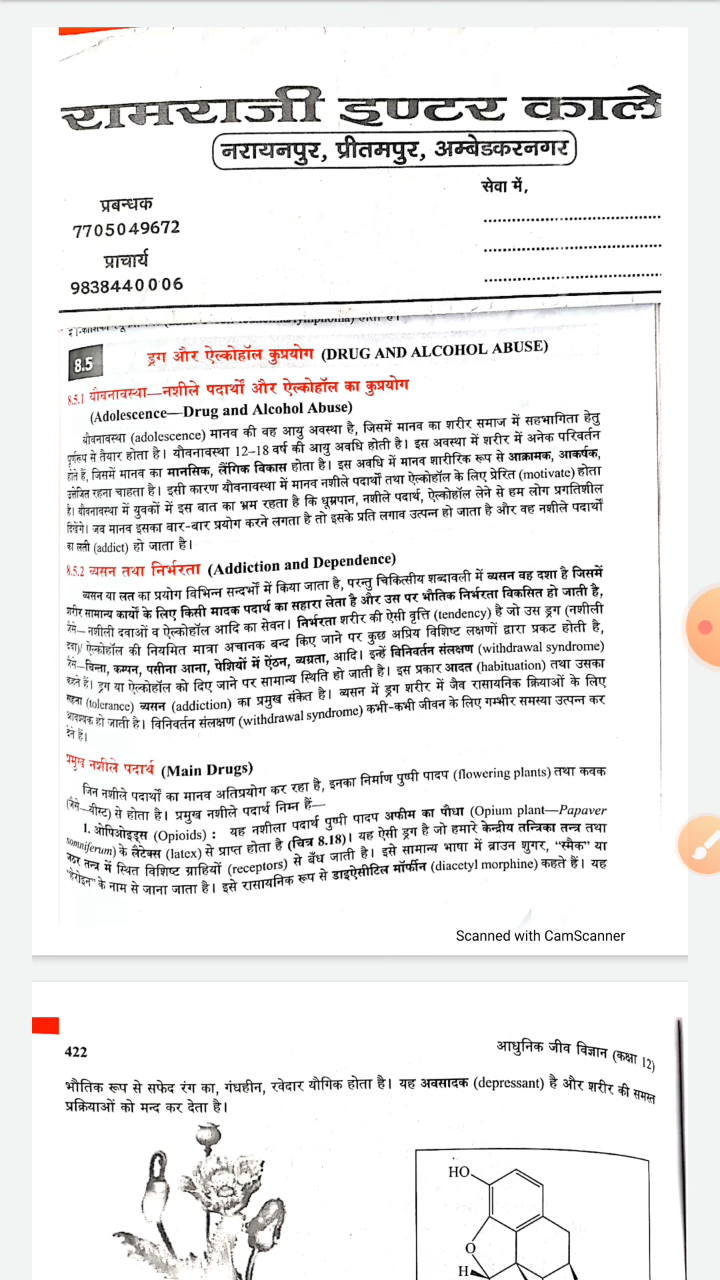 रामराजी इण्टर काले
नरायनपुर, प्रीतमपुर, अम्बेडकरनगर
सेवा में,
प्रबन्धक
7705049672
प्राचार्य
9838440006
8.5 ड्रग और ऐल्कोहॉल कुप्रयोग (DRUG AND ALCOHOL ABUSE)
8.5.1 यौवनावस्था—नशीले पदार्थों और ऐल्कोहॉल का कुप्रयोग
(Adolescence—Drug and Alcohol Abuse)
यौवनावस्था (adolescence) मानव की वह आयु अवस्था है, जिसमें मानव का शरीर समाज में सहभागिता हेतु
पूर्णरूप से तैयार होता है। यौवनावस्था 12–18 वर्ष की आयु अवधि होती है। इस अवस्था में शरीर में अनेक परिवर्तन
होते हैं, जिसमें मानव का मानसिक, लैंगिक विकास होता है। इस अवधि में मानव शारीरिक रूप से आक्रामक, आकर्षक,
उत्तेजित रहना चाहता है। इसी कारण यौवनावस्था में मानव नशीले पदार्थों तथा ऐल्कोहॉल के लिए प्रेरित (motivate) होता
है। यौवनावस्था में युवकों में इस बात का भ्रम रहता है कि धूम्रपान, नशीले पदार्थ, ऐल्कोहॉल लेने से हम लोग प्रगतिशील
दिखेंगे। जब मानव इसका बार-बार प्रयोग करने लगता है तो इसके प्रति लगाव उत्पन्न हो जाता है और वह नशीले पदार्थों
का लती (addict) हो जाता है।
8.5.2 व्यसन तथा निर्भरता (Addiction and Dependence)
व्यसन या लत का प्रयोग विभिन्न सन्दर्भों में किया जाता है, परन्तु चिकित्सीय शब्दावली में व्यसन वह दशा है जिसमें
शरीर सामान्य कार्यों के लिए किसी मादक पदार्थ का सहारा लेता है और उस पर भौतिक निर्भरता विकसित हो जाती है,
जैसे—नशीली दवाओं व ऐल्कोहॉल आदि का सेवन। निर्भरता शरीर की ऐसी वृत्ति (tendency) है जो उस ड्रग (नशीली
दवा)/ ऐल्कोहॉल की नियमित मात्रा अचानक बन्द किए जाने पर कुछ अप्रिय विशिष्ट लक्षणों द्वारा प्रकट होती है,
जैसे—चिन्ता, कम्पन, पसीना आना, पेशियों में ऐंठन, व्यग्रता, आदि। इन्हें विनिवर्तन संलक्षण (withdrawal syndrome)
कहते हैं। ड्रग या ऐल्कोहॉल को दिए जाने पर सामान्य स्थिति हो जाती है। इस प्रकार आदत (habituation) तथा उसका
सहना (tolerance) व्यसन (addiction) का प्रमुख संकेत है। व्यसन में ड्रग शरीर में जैव रासायनिक क्रियाओं के लिए
आवश्यक हो जाती है। विनिवर्तन संलक्षण (withdrawal syndrome) कभी-कभी जीवन के लिए गम्भीर समस्या उत्पन्न कर
देते हैं।
प्रमुख नशीले पदार्थ (Main Drugs)
जिन नशीले पदार्थों का मानव अतिप्रयोग कर रहा है, इनका निर्माण पुष्पी पादप (flowering plants) तथा कवक
(जैसे—यीस्ट) से होता है। प्रमुख नशीले पदार्थ निम्न हैं—
1. ओपिओइड्स (Opioids) : यह नशीला पदार्थ पुष्पी पादप अफीम का पौधा (Opium plant—Papaver
somniferum) के लैटेक्स (latex) से प्राप्त होता है (चित्र 8.18)। यह ऐसी ड्रग है जो हमारे केन्द्रीय तन्त्रिका तन्त्र तथा
जठर तन्त्र में स्थित विशिष्ट ग्राहियों (receptors) से बँध जाती है। इसे सामान्य भाषा में ब्राउन शुगर, “स्मैक” या
“हेरोइन” के नाम से जाना जाता है। इसे रासायनिक रूप से डाइऐसीटिल मॉर्फीन (diacetyl morphine) कहते हैं। यह
Scanned with CamScanner
422
आधुनिक जीव विज्ञान (कक्षा 12)
भौतिक रूप से सफेद रंग का, गंधहीन, रवेदार यौगिक होता है। यह अवसादक (depressant) है और शरीर की समस्त
प्रक्रियाओं को मन्द कर देता है।
HO
O
H